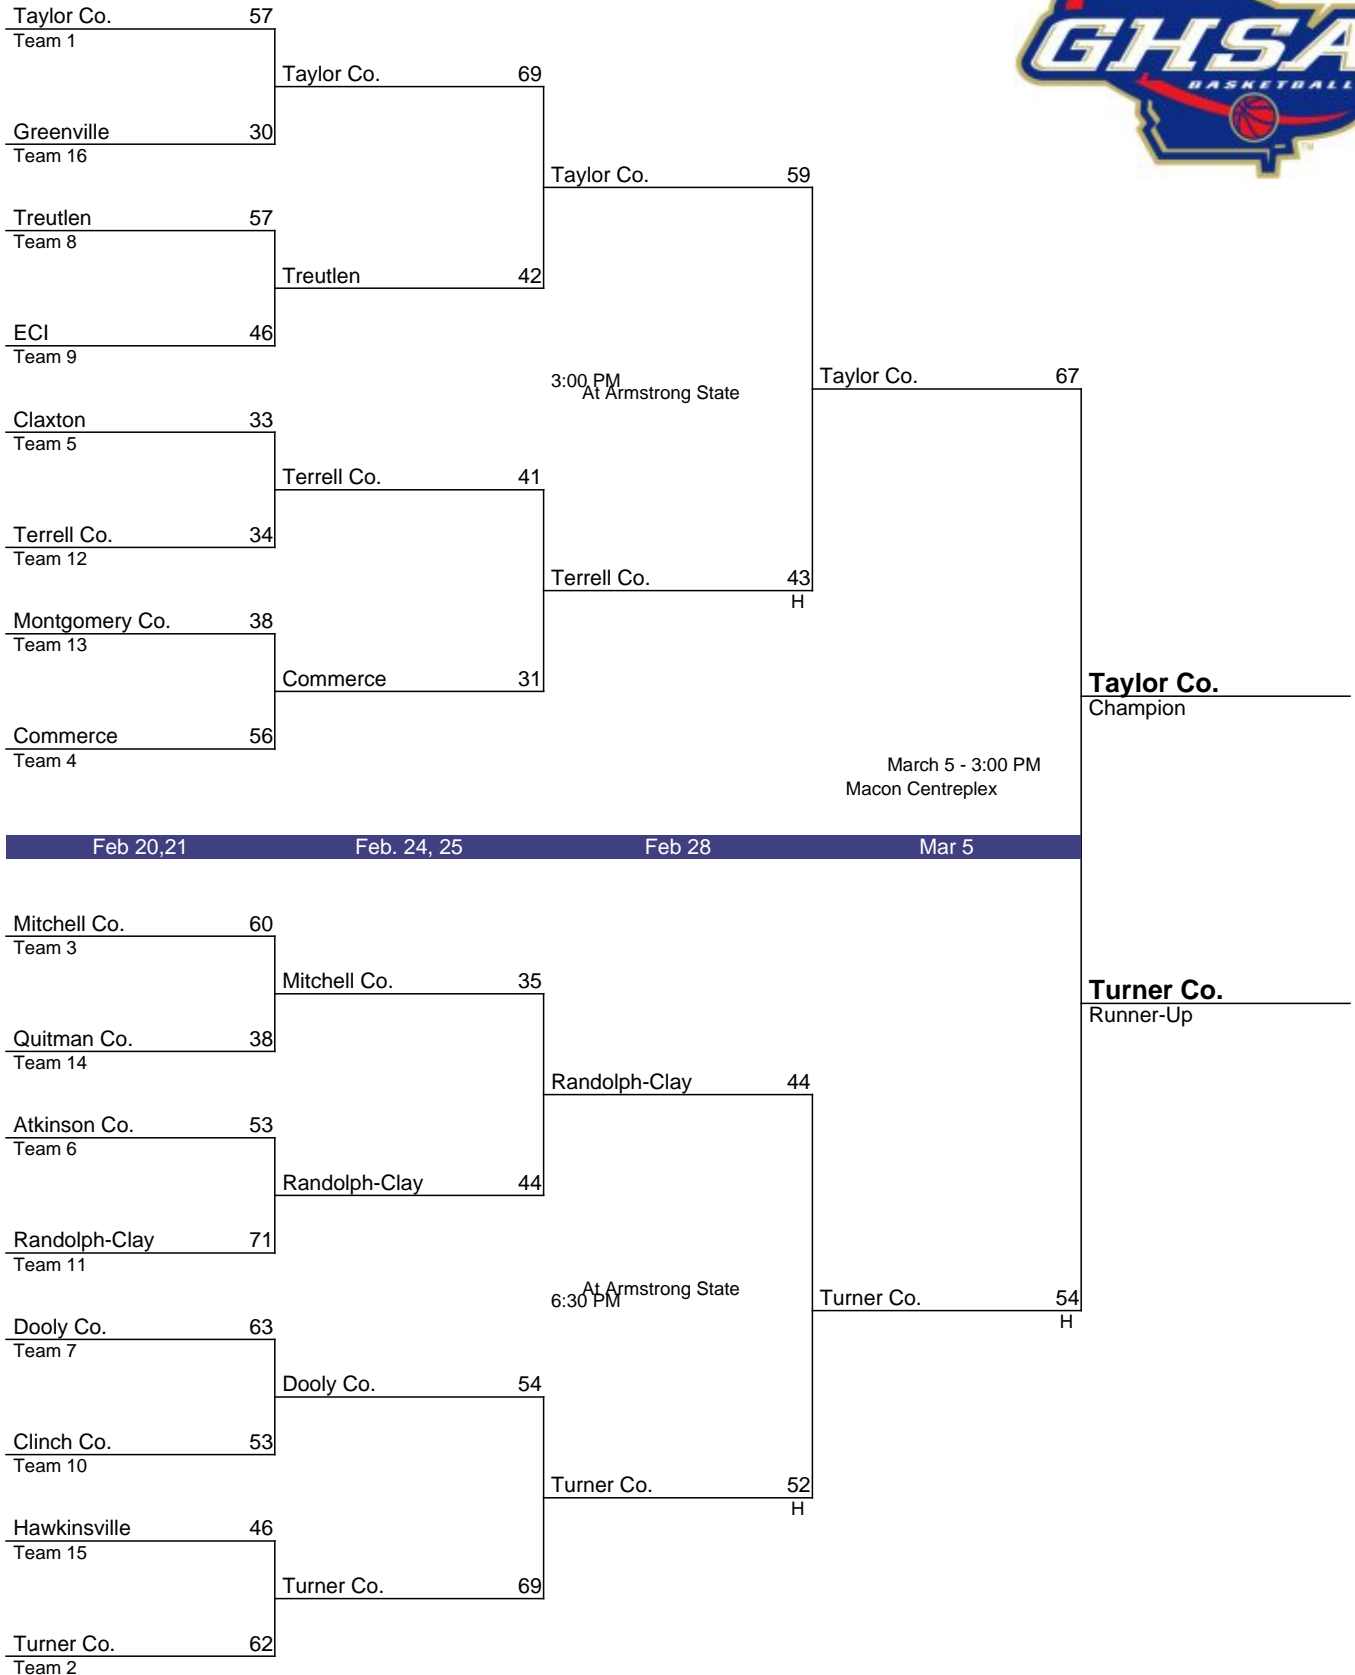 GHSA
BASKETBALL
TM
Taylor Co. 57
Team 1
Taylor Co. 69
Greenville 30
Team 16
Taylor Co. 59
Treutlen 57
Team 8
Treutlen 42
ECI 46
Team 9
3:00 PM
At Armstrong State
Taylor Co. 67
Claxton 33
Team 5
Terrell Co. 41
Terrell Co. 34
Team 12
Terrell Co. 43
H
Montgomery Co. 38
Team 13
Commerce 31
Taylor Co.
Champion
Commerce 56
Team 4
March 5 - 3:00 PM
Macon Centreplex
Feb 20,21 Feb. 24, 25 Feb 28 Mar 5
Mitchell Co. 60
Team 3
Mitchell Co. 35
Turner Co.
Runner-Up
Quitman Co. 38
Team 14
Randolph-Clay 44
Atkinson Co. 53
Team 6
Randolph-Clay 44
Randolph-Clay 71
Team 11
At Armstrong State
6:30 PM
Turner Co. 54
H
Dooly Co. 63
Team 7
Dooly Co. 54
Clinch Co. 53
Team 10
Turner Co. 52
H
Hawkinsville 46
Team 15
Turner Co. 69
Turner Co. 62
Team 2